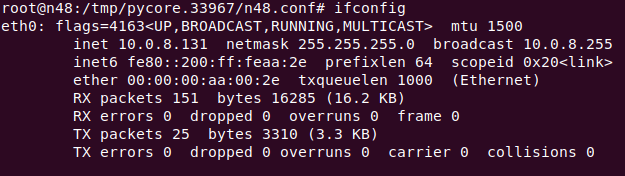 root@n48:/tmp/pycore.33967/n48.conf# ifconfig
eth0: flags=4163<UP,BROADCAST,RUNNING,MULTICAST>  mtu 1500
        inet 10.0.8.131  netmask 255.255.255.0  broadcast 10.0.8.255
        inet6 fe80::200:ff:feaa:2e  prefixlen 64  scopeid 0x20<link>
        ether 00:00:00:aa:00:2e  txqueuelen 1000  (Ethernet)
        RX packets 151  bytes 16285 (16.2 KB)
        RX errors 0  dropped 0  overruns 0  frame 0
        TX packets 25  bytes 3310 (3.3 KB)
        TX errors 0  dropped 0 overruns 0  carrier 0  collisions 0